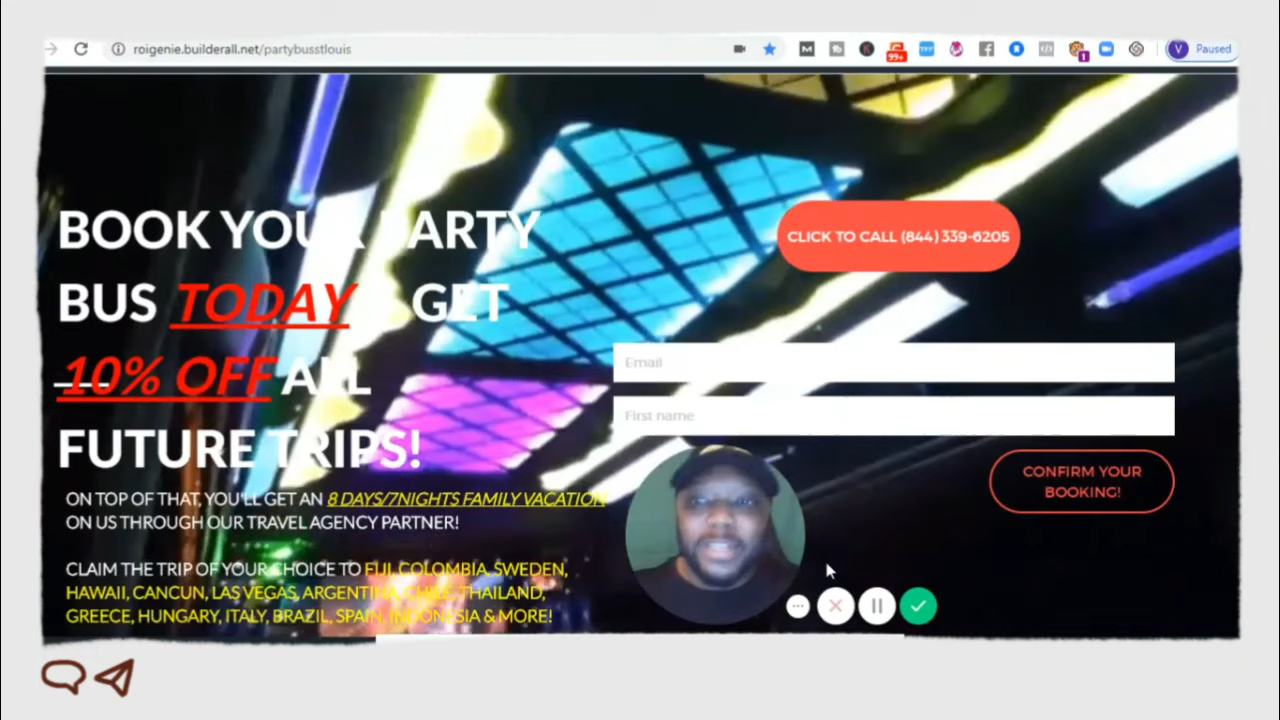 roigenie.builderall.net/partybusstlouis
99+
1
V Paused
BOOK YOUR PARTY
BUS TODAY & GET
10% OFF ALL
FUTURE TRIPS!
ON TOP OF THAT, YOU'LL GET AN 8 DAYS/7NIGHTS FAMILY VACATION
ON US THROUGH OUR TRAVEL AGENCY PARTNER!
CLAIM THE TRIP OF YOUR CHOICE TO FIJI, COLOMBIA, SWEDEN,
HAWAII, CANCUN, LAS VEGAS, ARGENTINA, CHILE, THAILAND,
GREECE, HUNGARY, ITALY, BRAZIL, SPAIN, INDONESIA & MORE!
CLICK TO CALL (844) 339-6205
Email
First name
CONFIRM YOUR
BOOKING!